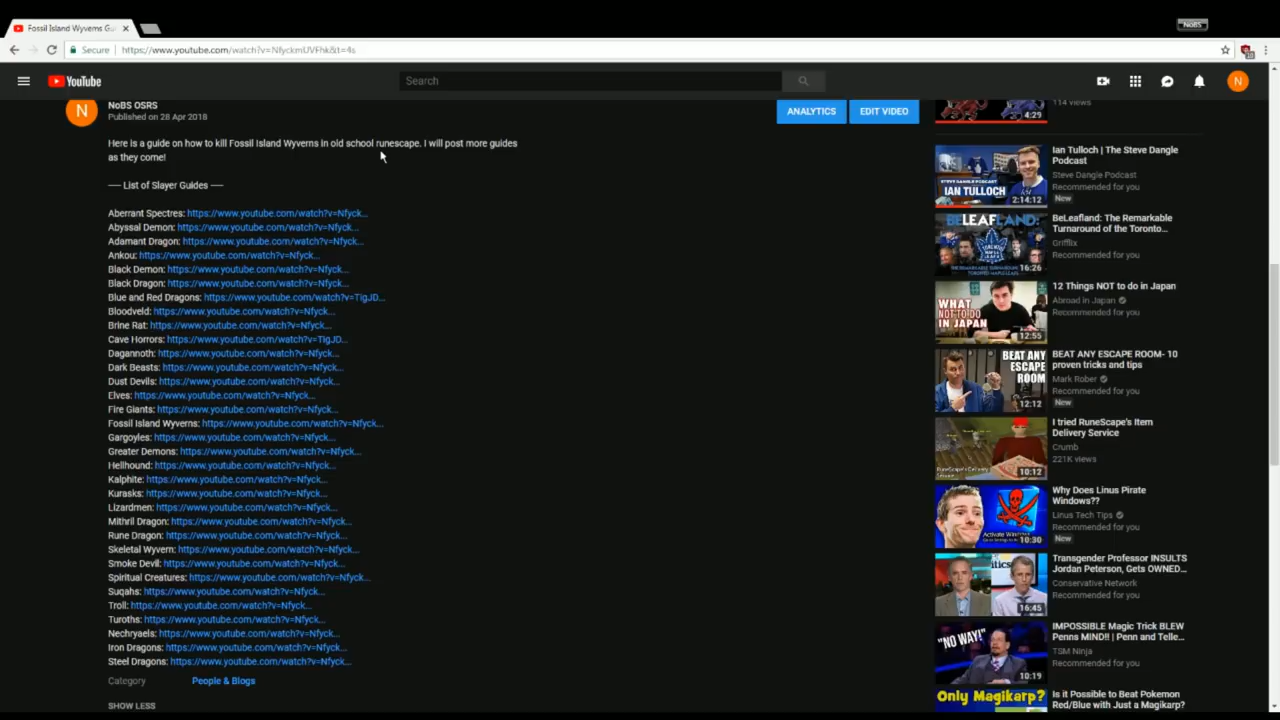 Fossil Island Wyverns Gu
NoBS
Secure
https://www.youtube.com/watch?v=NfyckmUVFhk&t=4s
YouTube
Search
N
N
NoBS OSRS
Published on 28 Apr 2018
ANALYTICS
EDIT VIDEO
Here is a guide on how to kill Fossil Island Wyverns in old school runescape. I will post more guides
as they come!
---- List of Slayer Guides ----
Aberrant Spectres: https://www.youtube.com/watch?v=Nfyck...
Abyssal Demon: https://www.youtube.com/watch?v=Nfyck...
Adamant Dragon: https://www.youtube.com/watch?v=Nfyck...
Ankou: https://www.youtube.com/watch?v=Nfyck...
Black Demon: https://www.youtube.com/watch?v=Nfyck...
Black Dragon: https://www.youtube.com/watch?v=Nfyck...
Blue and Red Dragons: https://www.youtube.com/watch?v=TigJD...
Bloodveld: https://www.youtube.com/watch?v=Nfyck...
Brine Rat: https://www.youtube.com/watch?v=Nfyck...
Cave Horrors: https://www.youtube.com/watch?v=TigJD...
Dagannoth: https://www.youtube.com/watch?v=Nfyck...
Dark Beasts: https://www.youtube.com/watch?v=Nfyck...
Dust Devils: https://www.youtube.com/watch?v=Nfyck...
Elves: https://www.youtube.com/watch?v=Nfyck...
Fire Giants: https://www.youtube.com/watch?v=Nfyck...
Fossil Island Wyverns: https://www.youtube.com/watch?v=Nfyck...
Gargoyles: https://www.youtube.com/watch?v=Nfyck...
Greater Demons: https://www.youtube.com/watch?v=Nfyck...
Hellhound: https://www.youtube.com/watch?v=Nfyck...
Kalphite: https://www.youtube.com/watch?v=Nfyck...
Kurasks: https://www.youtube.com/watch?v=Nfyck...
Lizardmen: https://www.youtube.com/watch?v=Nfyck...
Mithril Dragon: https://www.youtube.com/watch?v=Nfyck...
Rune Dragon: https://www.youtube.com/watch?v=Nfyck...
Skeletal Wyvern: https://www.youtube.com/watch?v=Nfyck...
Smoke Devil: https://www.youtube.com/watch?v=Nfyck...
Spiritual Creatures: https://www.youtube.com/watch?v=Nfyck...
Suqahs: https://www.youtube.com/watch?v=Nfyck...
Troll: https://www.youtube.com/watch?v=Nfyck...
Turoths: https://www.youtube.com/watch?v=Nfyck...
Nechryaels: https://www.youtube.com/watch?v=Nfyck...
Iron Dragons: https://www.youtube.com/watch?v=Nfyck...
Steel Dragons: https://www.youtube.com/watch?v=Nfyck...
Category People & Blogs
SHOW LESS
114 views
4:29
Ian Tulloch | The Steve Dangle
Podcast
Steve Dangle Podcast
Recommended for you
New
IAN TULLOCH
2:14:12
BeLeafland: The Remarkable
Turnaround of the Toronto...
Grifflix
Recommended for you
BELEAFLAND:
16:26
12 Things NOT to do in Japan
Abroad in Japan
Recommended for you
WHAT
NOT TO DO
IN JAPAN
12:55
BEAT ANY ESCAPE ROOM- 10
proven tricks and tips
Mark Rober
Recommended for you
New
BEAT ANY
ESCAPE
ROOM
12:12
I tried RuneScape's Item
Delivery Service
Crumb
221K views
10:12
Why Does Linus Pirate
Windows??
Linus Tech Tips
Recommended for you
New
Activate Windows
10:30
Transgender Professor INSULTS
Jordan Peterson, Gets OWNED...
Conservative Network
Recommended for you
16:45
IMPOSSIBLE Magic Trick BLEW
Penns MIND!! | Penn and Telle...
TSM Ninja
Recommended for you
"NO WAY!"
10:19
Is it Possible to Beat Pokemon
Red/Blue with Just a Magikarp?
Only Magikarp?